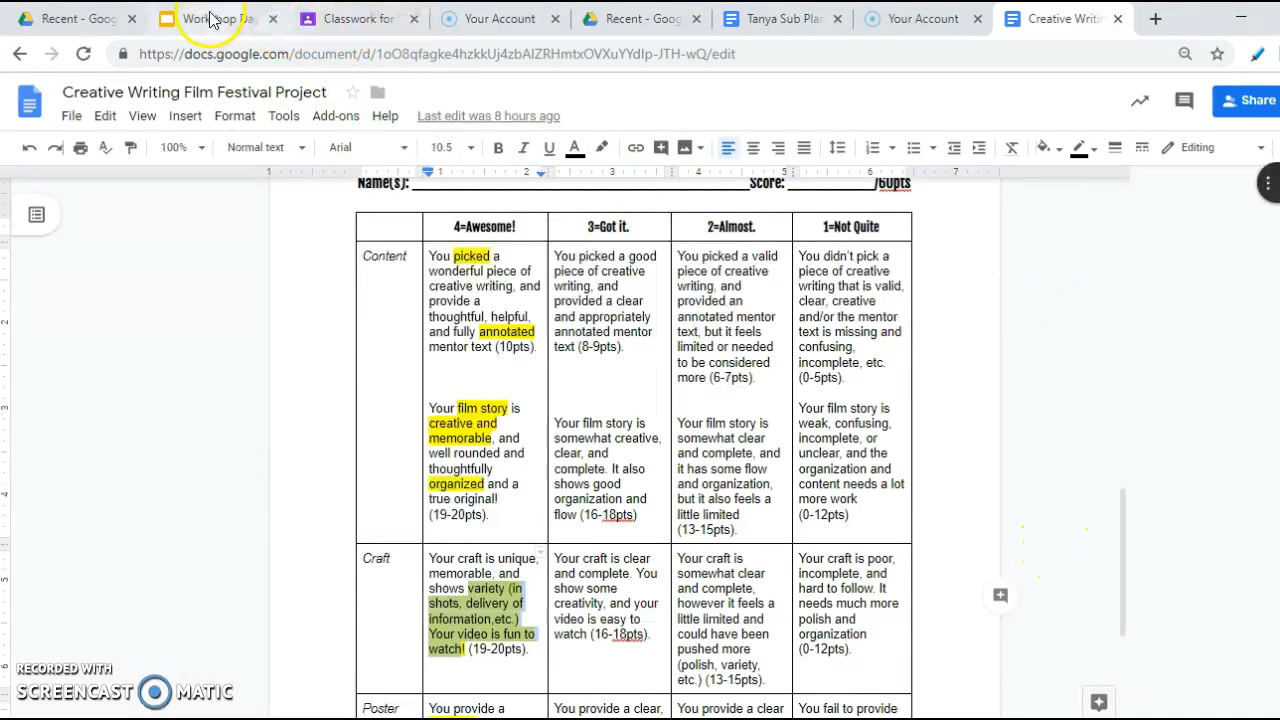 Recent - Goog
Workshop Da
Classwork for
Your Account
Recent - Goog
Tanya Sub Plan
Your Account
Creative Writin
https://docs.google.com/document/d/1oO8qfagke4hzkkUj4zbAIZRHmtxOVXuYYdIp-JTH-wQ/edit
Creative Writing Film Festival Project
Share
File Edit View Insert Format Tools Add-ons Help Last edit was 8 hours ago
100% Normal text Arial 10.5 Editing
1 1 2 3 4 5 6 7
Name(s): Score: /60pts
4=Awesome! 3=Got it. 2=Almost. 1=Not Quite
Content
You picked a
wonderful piece of
creative writing, and
provide a
thoughtful, helpful,
and fully annotated
mentor text (10pts).
Your film story is
creative and
memorable, and
well rounded and
thoughtfully
organized and a
true original!
(19-20pts).
You picked a good
piece of creative
writing, and
provided a clear
and appropriately
annotated mentor
text (8-9pts).
Your film story is
somewhat creative,
clear, and
complete. It also
shows good
organization and
flow (16-18pts)
You picked a valid
piece of creative
writing, and
provided an
annotated mentor
text, but it feels
limited or needed
to be considered
more (6-7pts).
Your film story is
somewhat clear
and complete, and
it has some flow
and organization,
but it also feels a
little limited
(13-15pts).
You didn't pick a
piece of creative
writing that is valid,
clear, creative
and/or the mentor
text is missing and
confusing,
incomplete, etc.
(0-5pts).
Your film story is
weak, confusing,
incomplete, or
unclear, and the
organization and
content needs a lot
more work
(0-12pts)
Craft
Your craft is unique,
memorable, and
shows variety (in
shots, delivery of
information,etc.)
Your video is fun to
watch! (19-20pts).
Your craft is clear
and complete. You
show some
creativity, and your
video is easy to
watch (16-18pts).
Your craft is
somewhat clear
and complete,
however it feels a
little limited and
could have been
pushed more
(polish, variety,
etc.) (13-15pts).
Your craft is poor,
incomplete, and
hard to follow. It
needs much more
polish and
organization
(0-12pts).
Poster
You provide a
You provide a clear,
You provide a clear
You fail to provide
RECORDED WITH
SCREENCAST MATIC